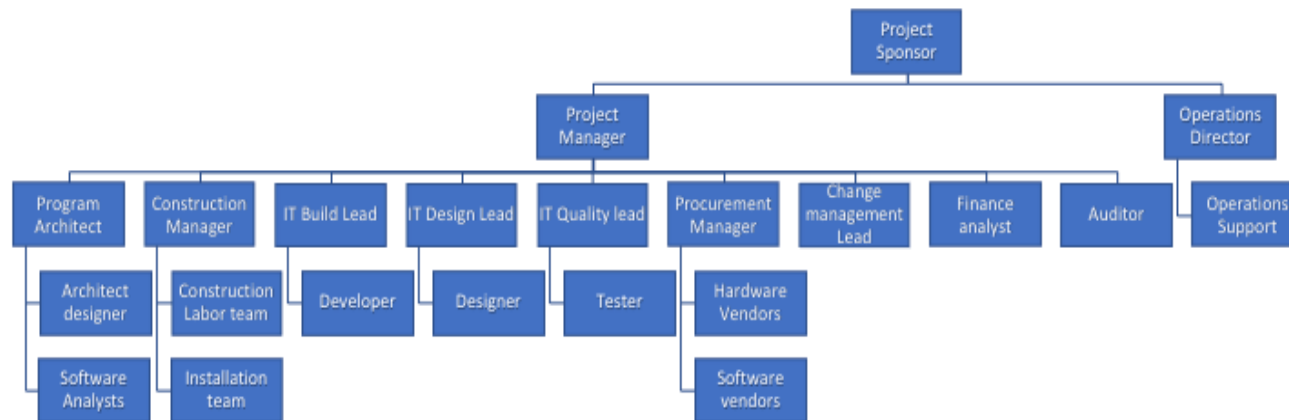 Project
Sponsor
Project
Manager
Operations
Director
Program
Architect
Construction
Manager
IT Build Lead
IT Design Lead
IT Quality lead
Procurement
Manager
Change
management
Lead
Finance
analyst
Auditor
Operations
Support
Architect
designer
Construction
Labor team
Developer
Designer
Tester
Hardware
Vendors
Software
Analysts
Installation
team
Software
vendors